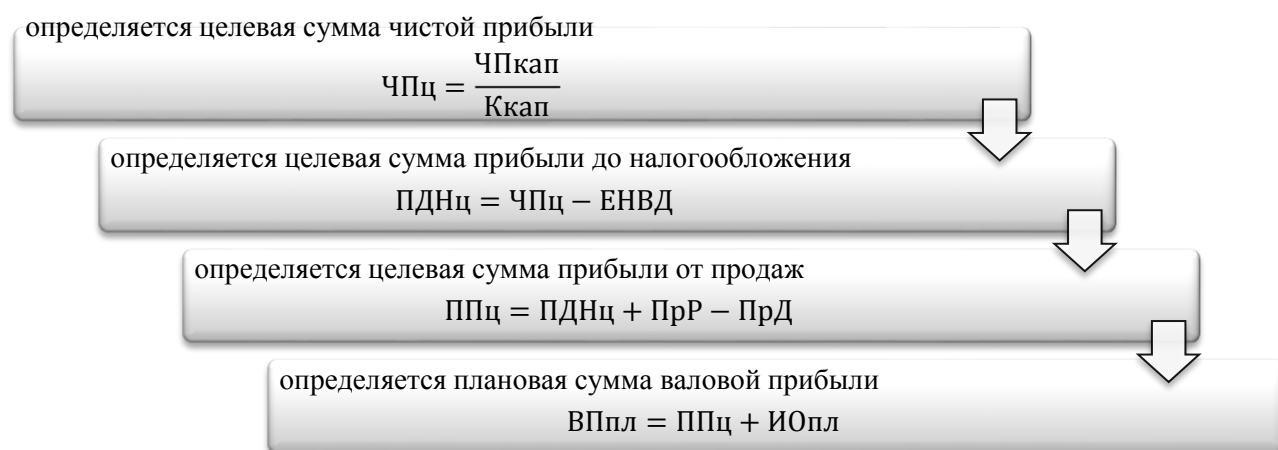 определяется целевая сумма чистой прибыли
ЧПц = ЧПкап / Ккап
определяется целевая сумма прибыли до налогообложения
ПДНц = ЧПц − ЕНВД
определяется целевая сумма прибыли от продаж
ППц = ПДНц + ПрР − ПрД
определяется плановая сумма валовой прибыли
ВПпл = ППц + ИОпл